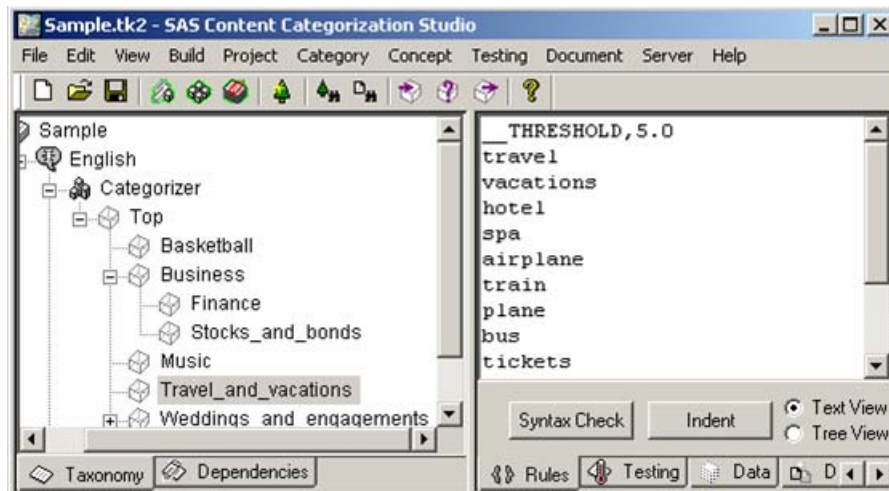 Sample.tk2 - SAS Content Categorization Studio
File Edit View Build Project Category Concept Testing Document Server Help
Sample
English
Categorizer
Top
Basketball
Business
Finance
Stocks_and_bonds
Music
Travel_and_vacations
Weddings_and_engagements
Taxonomy Dependencies
__THRESHOLD,5.0
travel
vacations
hotel
spa
airplane
train
plane
bus
tickets
Syntax Check Indent Text View
Tree View
Rules Testing Data D